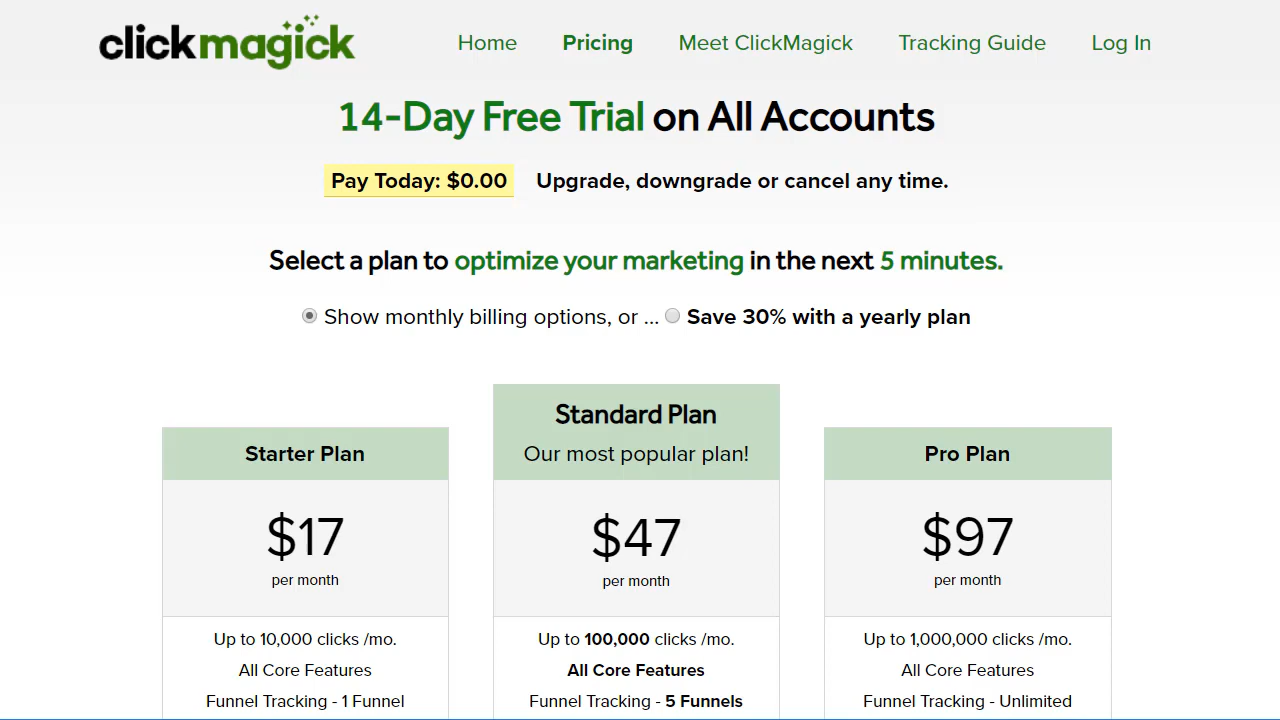 clickmagick
Home Pricing Meet ClickMagick Tracking Guide Log In
14-Day Free Trial on All Accounts
Pay Today: $0.00 Upgrade, downgrade or cancel any time.
Select a plan to optimize your marketing in the next 5 minutes.
Show monthly billing options, or ... Save 30% with a yearly plan
Starter Plan
$17
per month
Up to 10,000 clicks /mo.
All Core Features
Funnel Tracking - 1 Funnel
Standard Plan
Our most popular plan!
$47
per month
Up to 100,000 clicks /mo.
All Core Features
Funnel Tracking - 5 Funnels
Pro Plan
$97
per month
Up to 1,000,000 clicks /mo.
All Core Features
Funnel Tracking - Unlimited